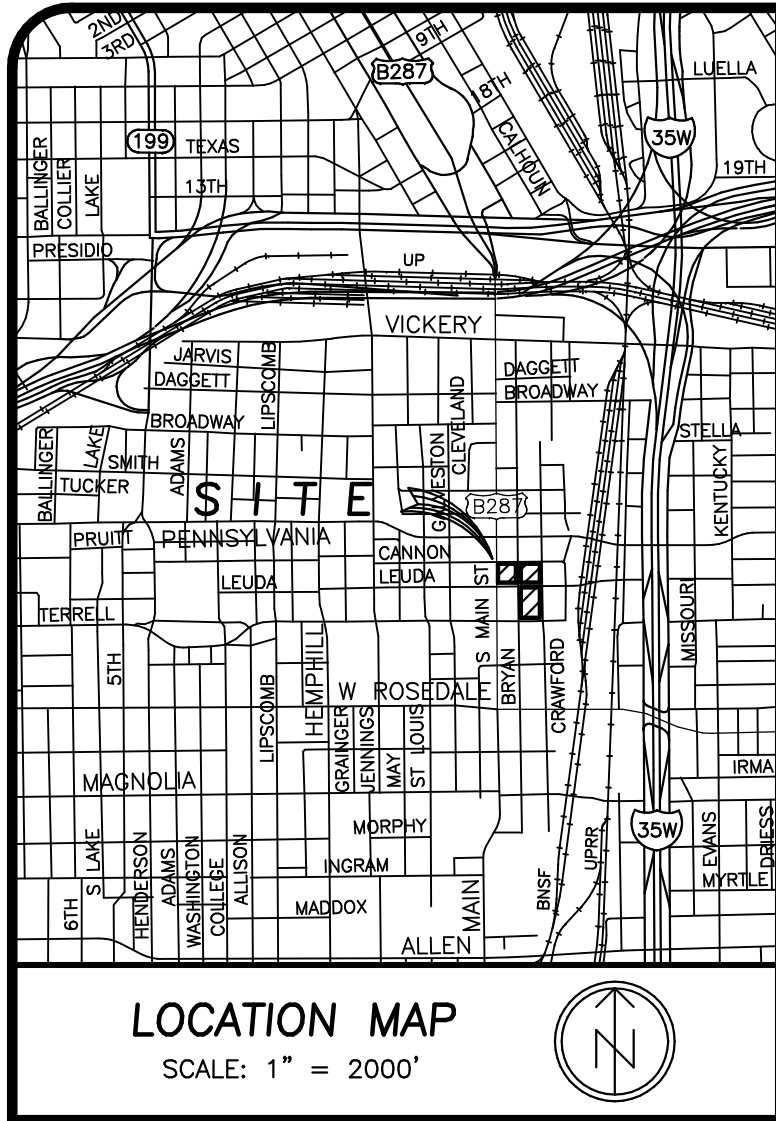 2ND
3RD
9TH
B287
18TH
LUELLA
199
TEXAS
CALHOUN
35W
BALLINGER
COLLIER
LAKE
13TH
19TH
PRESIDIO
UP
VICKERY
JARVIS
LIPSCOMB
DAGGETT
DAGGETT
BROADWAY
BROADWAY
CLEVELAND
STELLA
BALLINGER
LAKE
SMITH
ADAMS
GALVESTON
KENTUCKY
TUCKER
SITE
B287
PRUITT
PENNSYLVANIA
CANNON
LEUDA
LEUDA
S MAIN ST
MISSOURI
TERRELL
5TH
LIPSCOMB
HEMPHILL
W ROSEDALE
BRYAN
CRAWFORD
GRAINGER
JENNINGS
MAY
ST LOUIS
MAGNOLIA
IRMA
MORPHY
35W
S LAKE
HENDERSON
ADAMS
WASHINGTON
COLLEGE
ALLISON
INGRAM
UPRR
EVANS
DRIESS
MYRTLE
6TH
MADDOX
MAIN
BNSF
ALLEN
LOCATION MAP
SCALE: 1" = 2000'
N